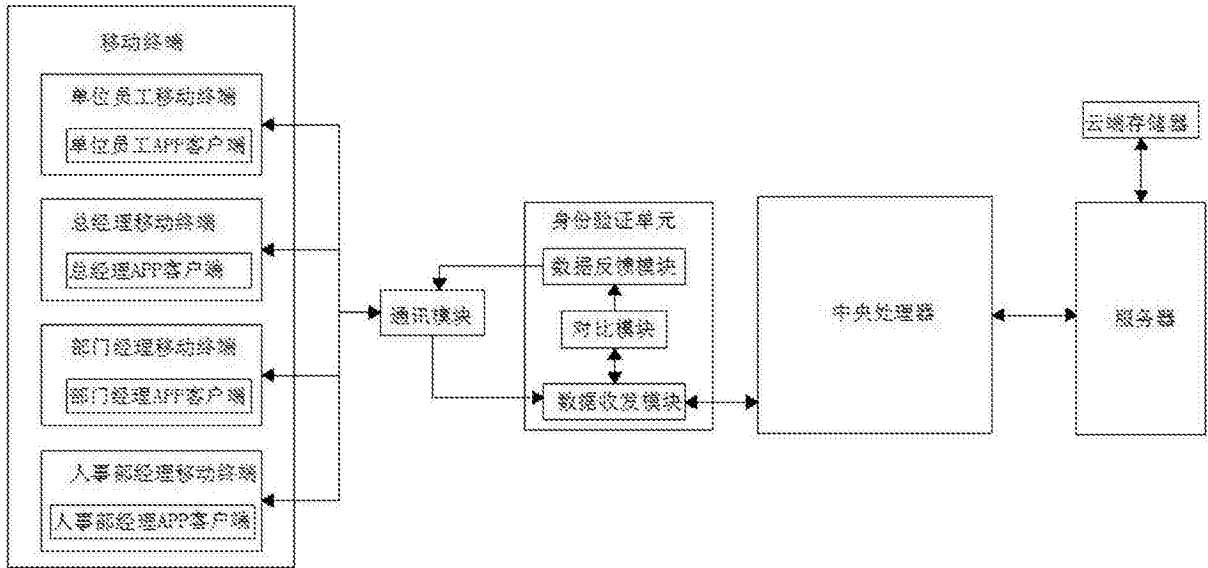 移动终端
单位员工移动终端
单位员工APP客户端
总经理移动终端
总经理APP客户端
部门经理移动终端
部门经理APP客户端
人事部经理移动终端
人事部经理APP客户端
通讯模块
身份验证单元
数据反馈模块
对比模块
数据收发模块
中央处理器
云端存储器
服务器